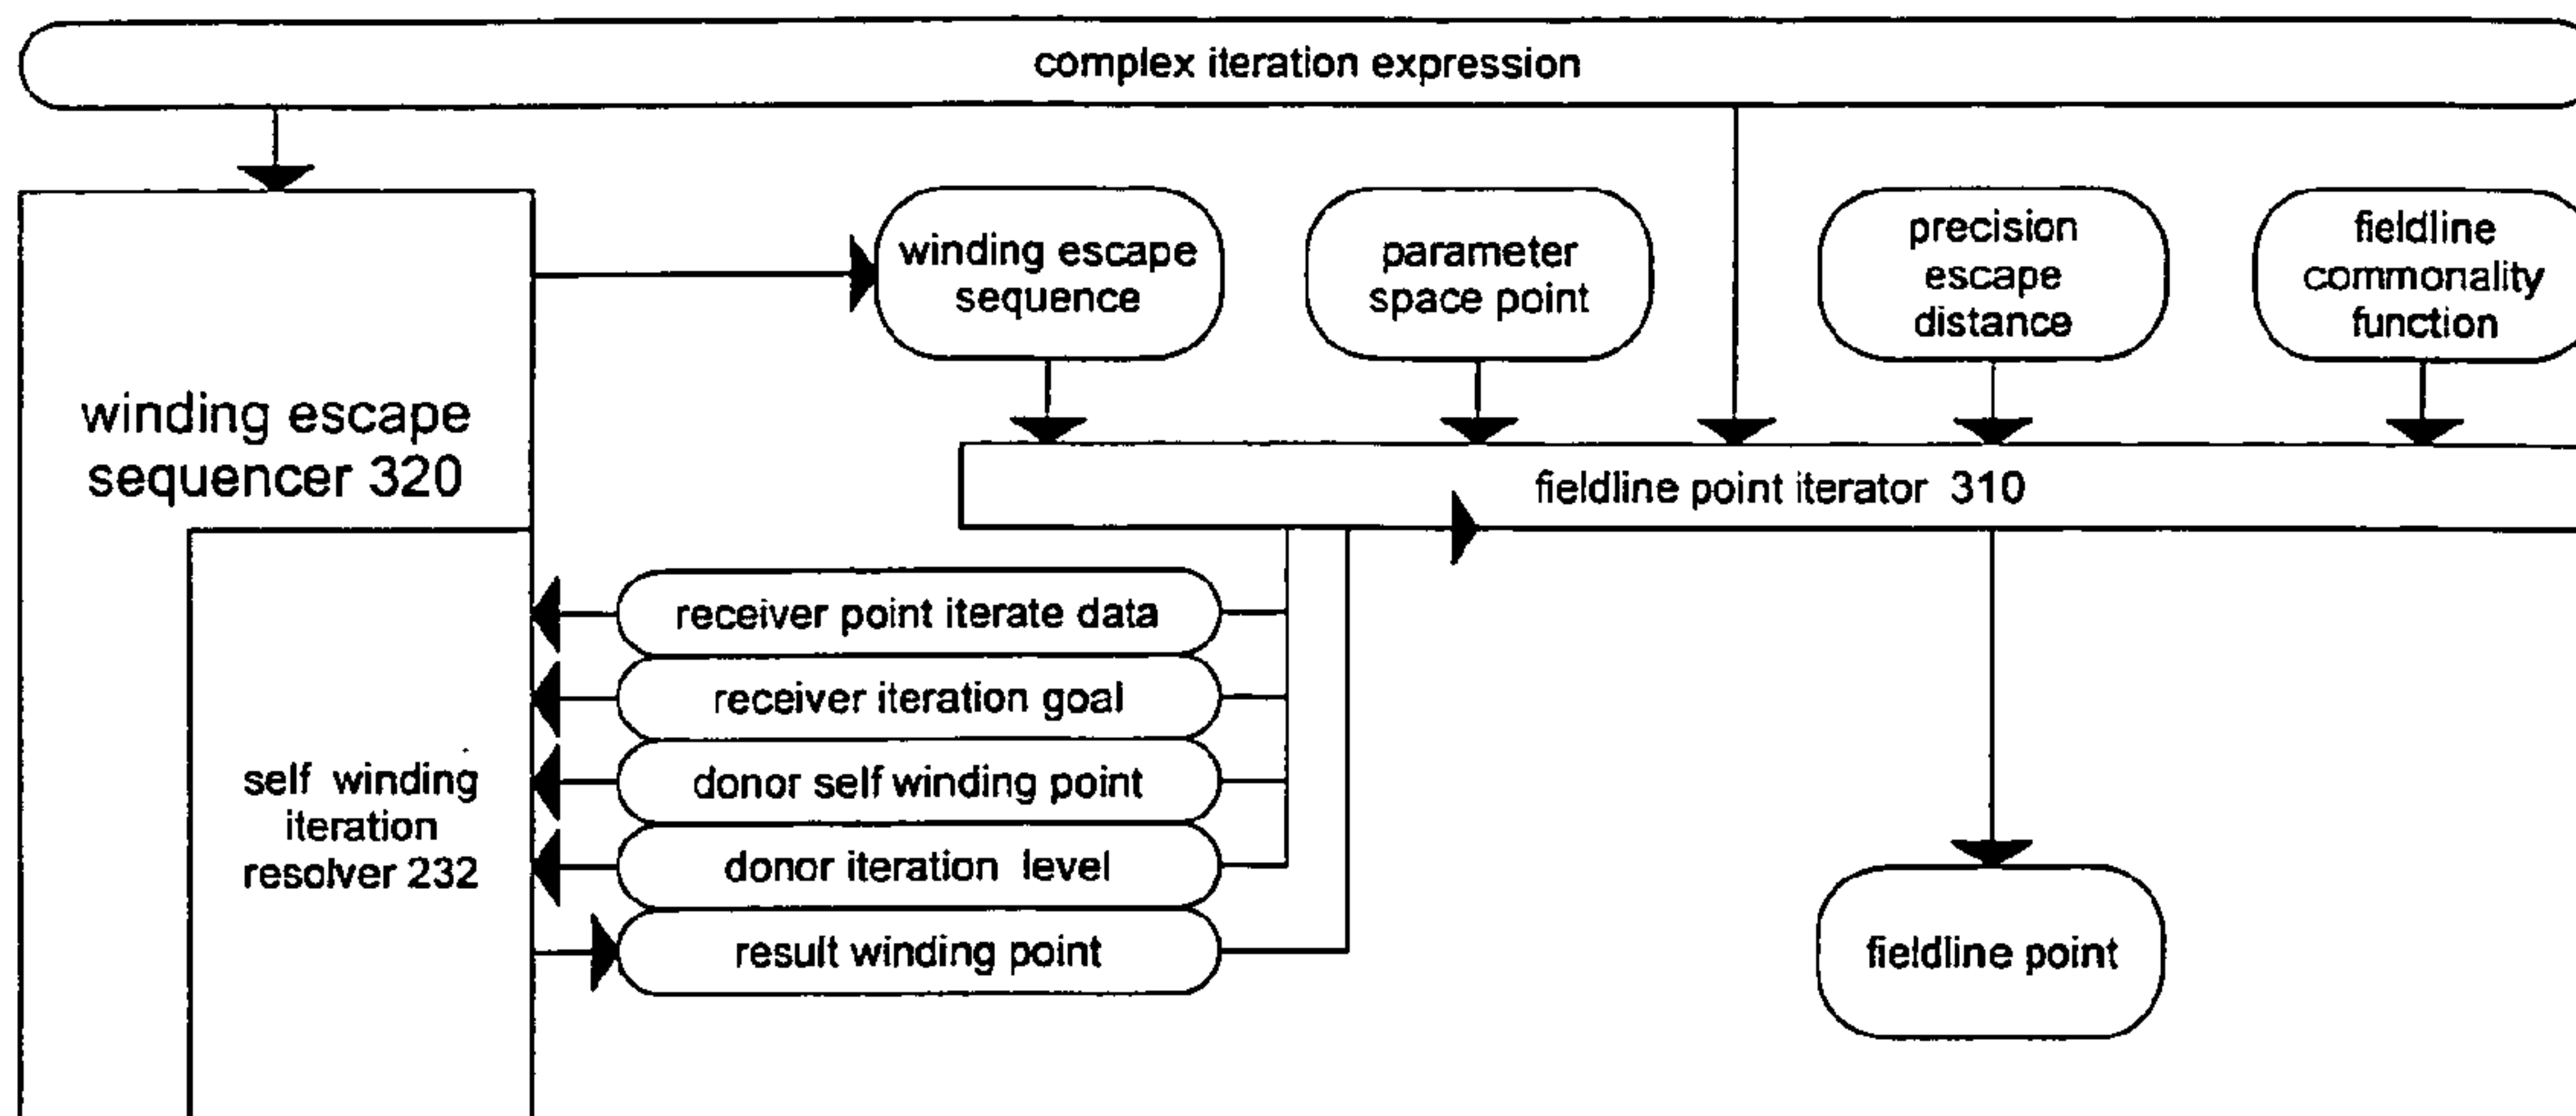 complex iteration expression
winding escape
sequence
parameter
space point
precision
escape
distance
fieldline
commonality
function
winding escape
sequencer 320
fieldline point iterator 310
receiver point iterate data
receiver iteration goal
donor self winding point
donor iteration level
result winding point
self winding
iteration
resolver 232
fieldline point